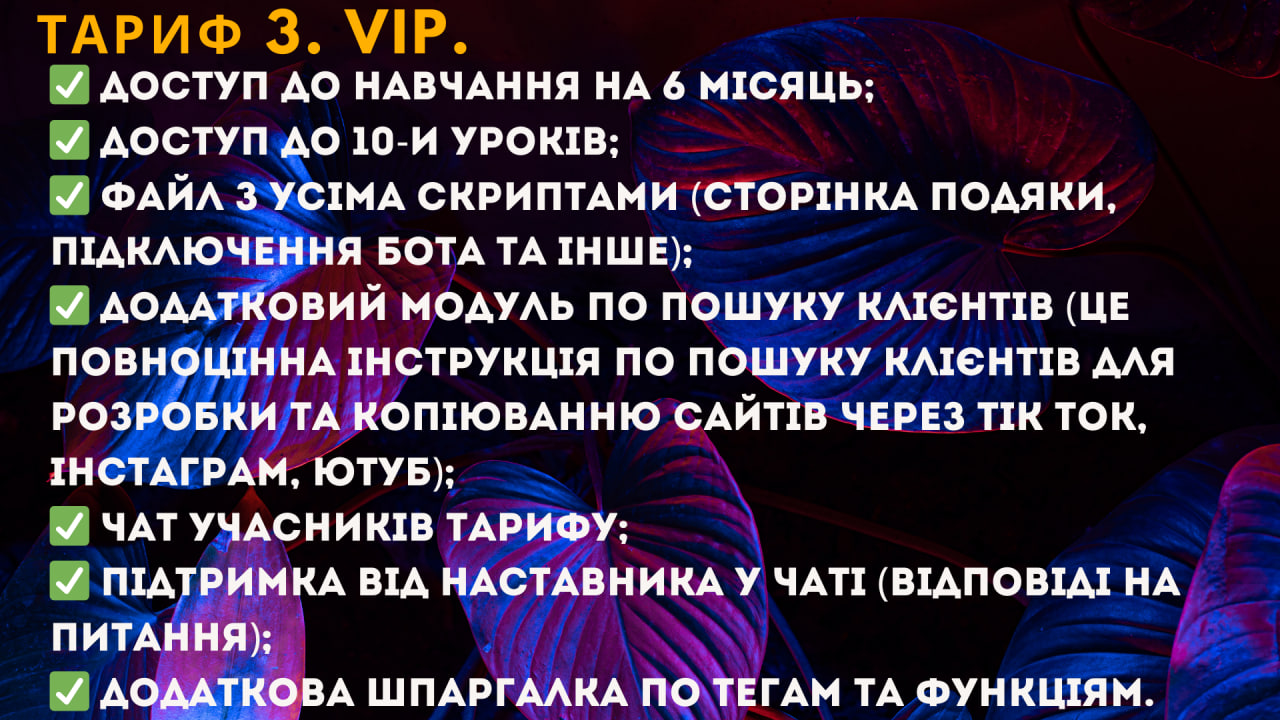 ТАРИФ 3. VIP.
✅ ДОСТУП ДО НАВЧАННЯ НА 6 МІСЯЦЬ;
✅ ДОСТУП ДО 10-И УРОКІВ;
✅ ФАЙЛ З УСІМА СКРИПТАМИ (СТОРІНКА ПОДЯКИ,
ПІДКЛЮЧЕННЯ БОТА ТА ІНШЕ);
✅ ДОДАТКОВИЙ МОДУЛЬ ПО ПОШУКУ КЛІЄНТІВ (ЦЕ
ПОВНОЦІННА ІНСТРУКЦІЯ ПО ПОШУКУ КЛІЄНТІВ ДЛЯ
РОЗРОБКИ ТА КОПІЮВАННЮ САЙТІВ ЧЕРЕЗ ТІК ТОК,
ІНСТАГРАМ, ЮТУБ);
✅ ЧАТ УЧАСНИКІВ ТАРИФУ;
✅ ПІДТРИМКА ВІД НАСТАВНИКА У ЧАТІ (ВІДПОВІДІ НА
ПИТАННЯ);
✅ ДОДАТКОВА ШПАРГАЛКА ПО ТЕГАМ ТА ФУНКЦІЯМ.